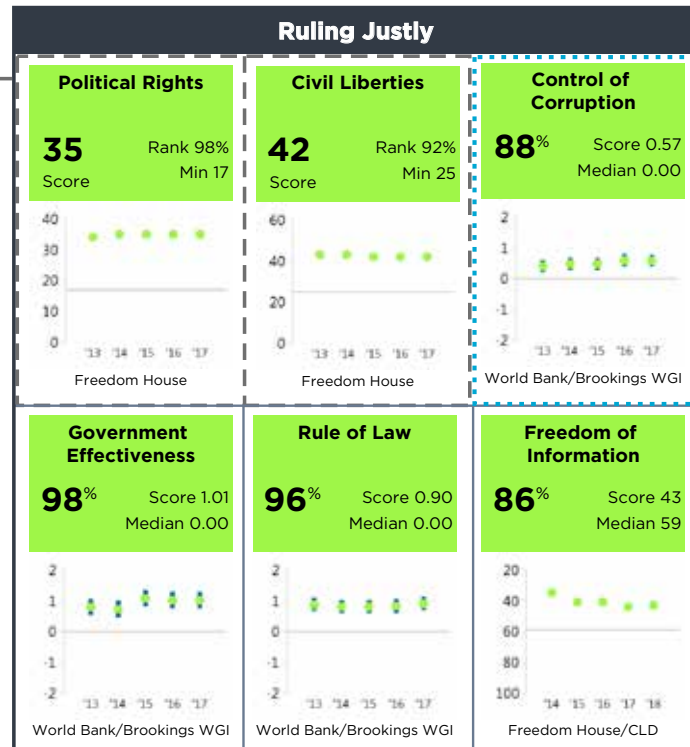 Ruling Justly
Political Rights
35
Score
Rank 98%
Min 17
40
30
20
10
0
'13 '14 '15 '16 '17
Freedom House
Civil Liberties
42
Score
Rank 92%
Min 25
60
40
20
0
'13 '14 '15 '16 '17
Freedom House
Control of
Corruption
88%
Score 0.57
Median 0.00
2
1
0
-1
-2
'13 '14 '15 '16 '17
World Bank/Brookings WGI
Government
Effectiveness
98%
Score 1.01
Median 0.00
2
1
0
-1
-2
'13 '14 '15 '16 '17
World Bank/Brookings WGI
Rule of Law
96%
Score 0.90
Median 0.00
2
1
0
-1
-2
'13 '14 '15 '16 '17
World Bank/Brookings WGI
Freedom of
Information
86%
Score 43
Median 59
20
40
60
80
100
'14 '15 '16 '17 '18
Freedom House/CLD